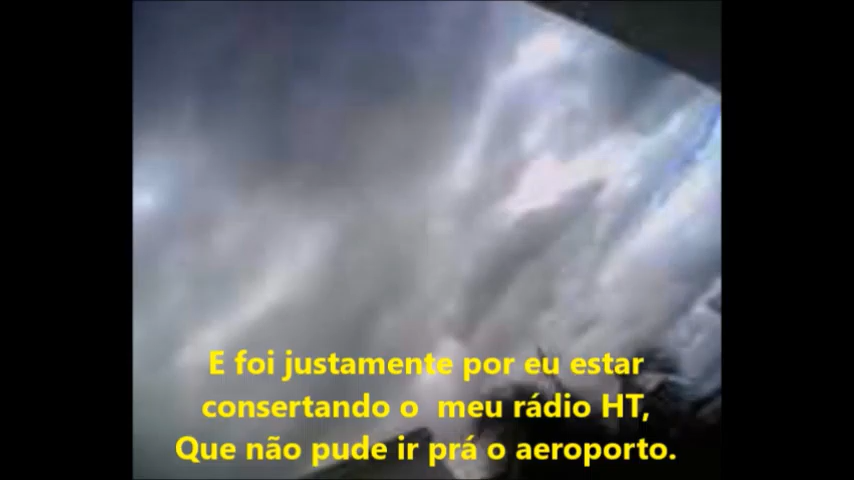 E foi justamente por eu estar
consertando o  meu rádio HT,
Que não pude ir prá o aeroporto.